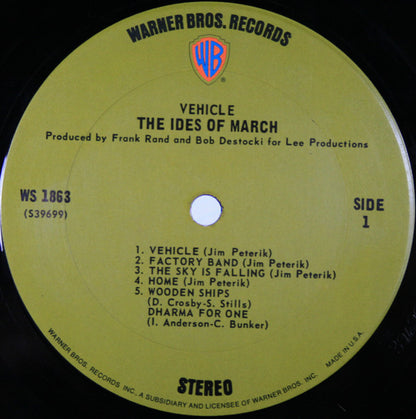 WARNER BROS. RECORDS
WB
VEHICLE
THE IDES OF MARCH
Produced by Frank Rand and Bob Destocki for Lee Productions
WS 1863
(S39699)
SIDE
1
1. VEHICLE (Jim Peterik)
2. FACTORY BAND (Jim Peterik)
3. THE SKY IS FALLING (Jim Peterik)
4. HOME (Jim Peterik)
5. WOODEN SHIPS
(D. Crosby-S. Stills)
DHARMA FOR ONE
(I. Anderson-C. Bunker)
STEREO
WARNER BROS. RECORDS INC., A SUBSIDIARY AND LICENSEE OF WARNER BROS. INC. MADE IN U.S.A.